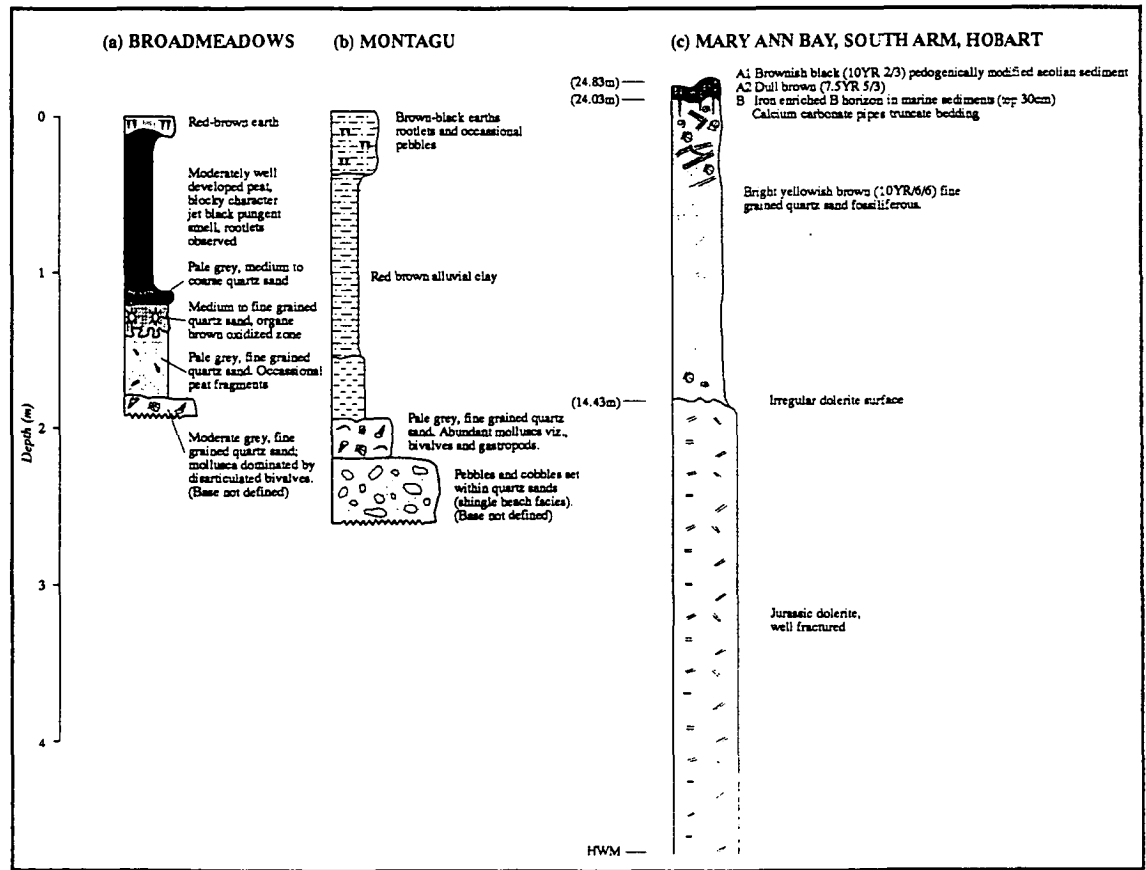 (a) BROADMEADOWS
Red-brown earth
Moderately well
developed peat,
blocky character
jet black pungent
smell, rootlets
observed
Pale grey, medium to
coarse quartz sand
Medium to fine grained
quartz sand, organe
brown oxidized zone
Pale grey, fine grained
quartz sand. Occassional
peat fragments
Moderate grey, fine
grained quartz sand;
mollusca dominated by
disarticulated bivalves.
(Base not defined)
(b) MONTAGU
Brown-black earths
rootlets and occassional
pebbles
Red brown alluvial clay
Pale grey, fine grained quartz
sand. Abundant molluscs viz.,
bivalves and gastropods.
Pebbles and cobbles set
within quartz sands
(shingle beach facies).
(Base not defined)
(c) MARY ANN BAY, SOUTH ARM, HOBART
(24.83m)
(24.03m)
A1 Brownish black (10YR 2/3) pedogenically modified aeolian sediment
A2 Dull brown (7.5YR 5/3)
B Iron enriched B horizon in marine sediments (top 30cm)
Calcium carbonate pipes truncate bedding
Bright yellowish brown (10YR/6/6) fine
grained quartz sand fossiliferous.
(14.43m)
Irregular dolerite surface
Jurassic dolerite,
well fractured
HWM
Depth (m)
0
1
2
3
4